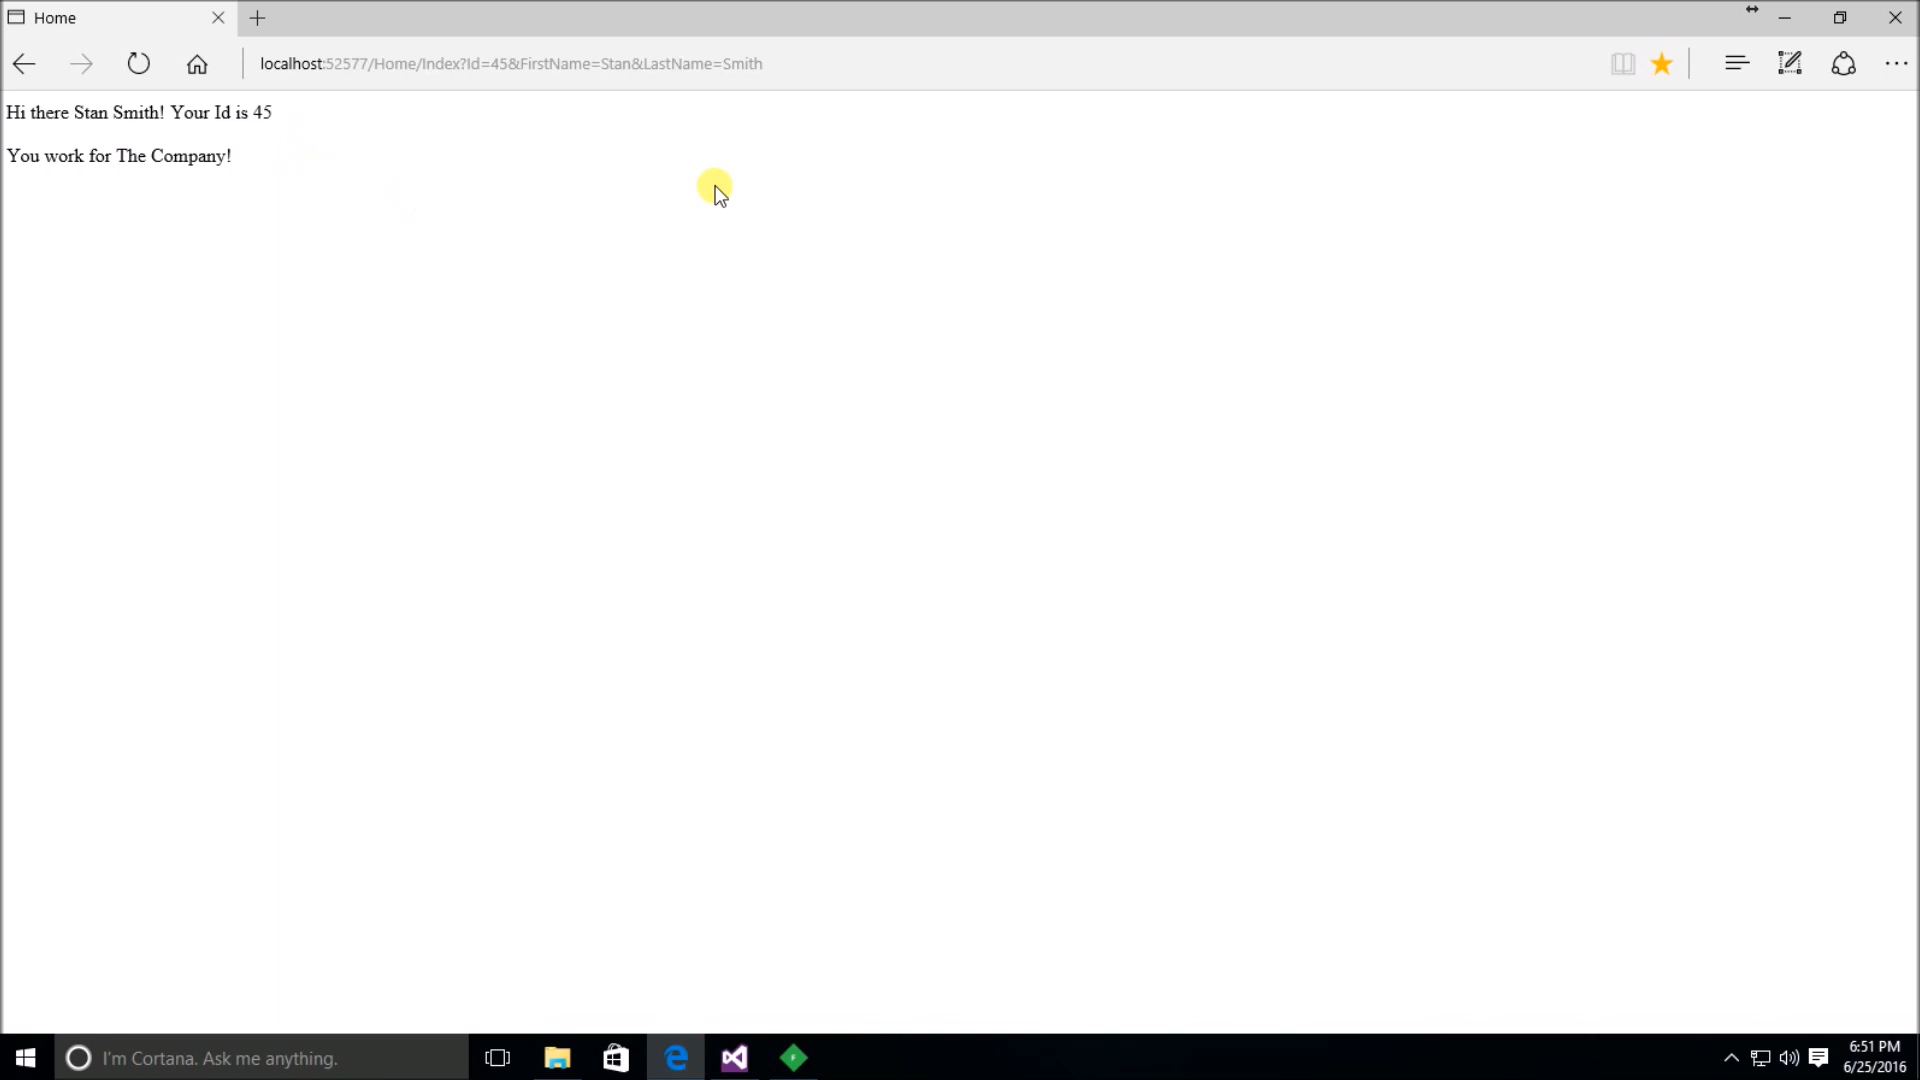 Home
localhost:52577/Home/Index?Id=45&FirstName=Stan&LastName=Smith
Hi there Stan Smith! Your Id is 45
You work for The Company!
I'm Cortana. Ask me anything.
6:51 PM
6/25/2016